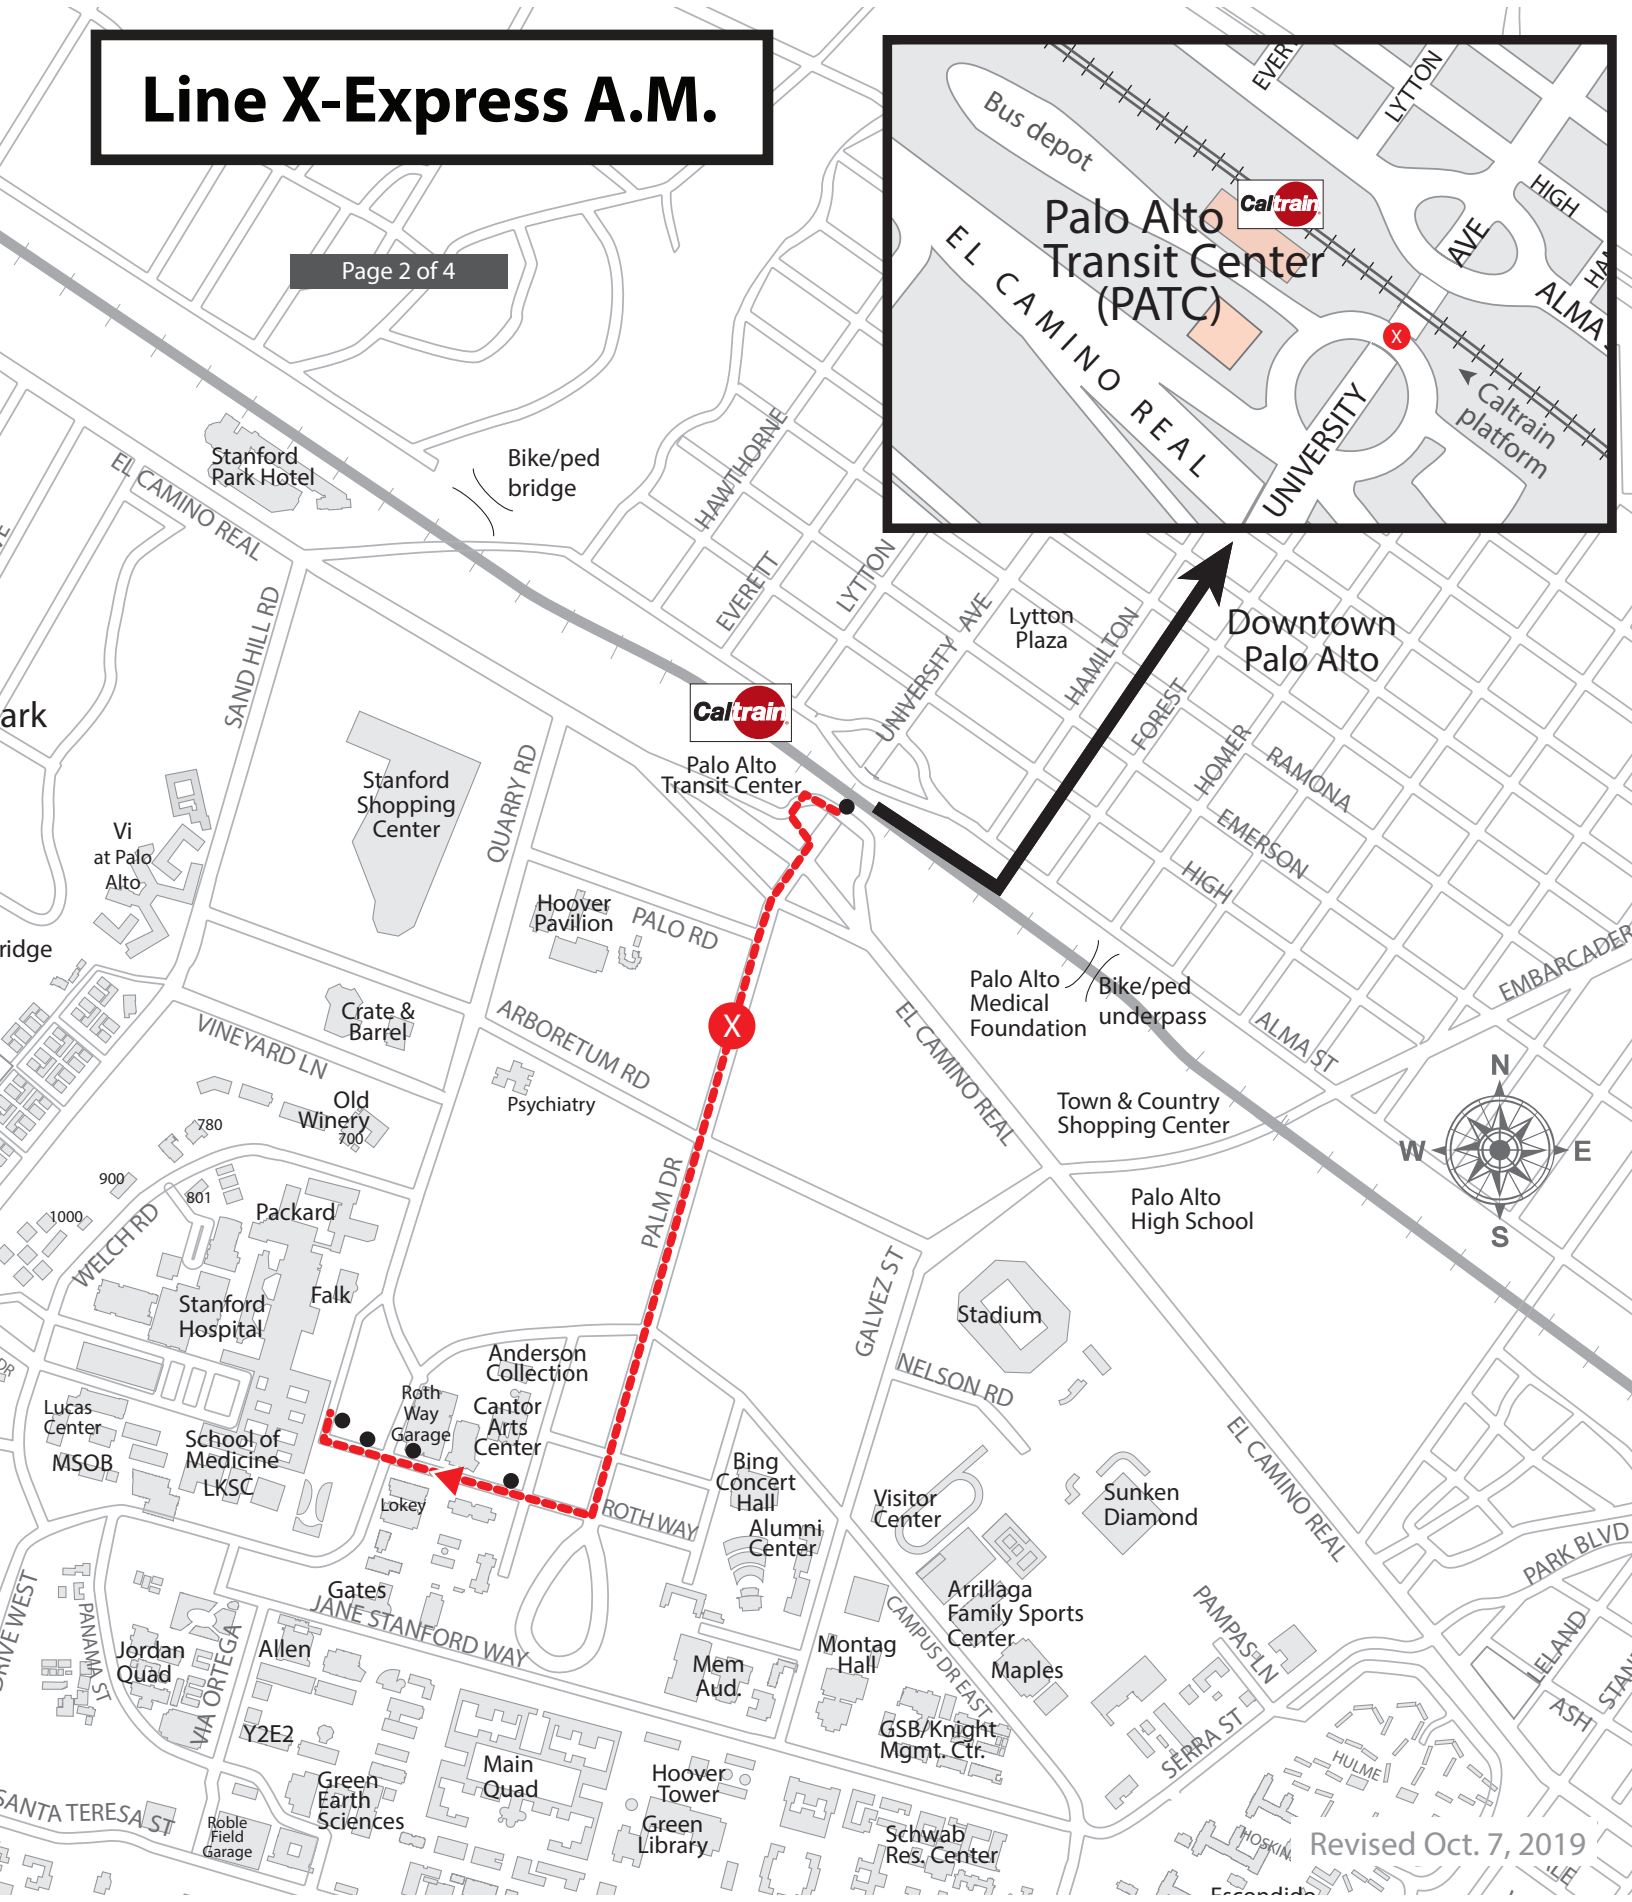 Line X-Express A.M.
Page 2 of 4
EVER
LYTTON
Bus depot
HIGH
Caltrain
AVE
Palo Alto
Transit Center
(PATC)
HA
ALMA
EL CAMINO REAL
X
UNIVERSITY
Caltrain
platform
Stanford
Park Hotel
Bike/ped
bridge
HAWTHORNE
EL CAMINO REAL
EVERETT
LYTTON
UNIVERSITY AVE
Lytton
Plaza
HAMILTON
Downtown
Palo Alto
SAND HILL RD
FOREST
ark
Caltrain
HOMER
RAMONA
Palo Alto
Transit Center
QUARRY RD
Stanford
Shopping
Center
EMERSON
HIGH
Vi
at Palo
Alto
Hoover
Pavilion
PALO RD
ridge
EMBARCADER
Palo Alto
Medical
Foundation
Bike/ped
underpass
Crate &
Barrel
VINEYARD LN
ARBORETUM RD
X
EL CAMINO REAL
ALMA ST
N
W
E
S
Psychiatry
Old
Winery
700
780
Town & Country
Shopping Center
900
801
1000
WELCH RD
Packard
PALM DR
Palo Alto
High School
Falk
Stanford
Hospital
GALVEZ ST
Stadium
Anderson
Collection
NELSON RD
DR
Roth
Way
Garage
Cantor
Arts
Center
Lucas
Center
MSOB
School of
Medicine
LKSC
Lokey
ROTH WAY
Bing
Concert
Hall
Alumni
Center
Visitor
Center
Sunken
Diamond
EL CAMINO REAL
PARK BLVD
Gates
JANE STANFORD WAY
Arrillaga
Family Sports
Center
CAMPUS DR EAST
PAMPAS LN
DRIVE WEST
PANAMA ST
Jordan
Quad
VIA ORTEGA
Allen
Mem
Aud.
Montag
Hall
Maples
LELAND
STAN
ASH
Y2E2
GSB/Knight
Mgmt. Ctr.
SERRA ST
HULME
Main
Quad
Hoover
Tower
Green
Earth
Sciences
SANTA TERESA ST
Roble
Field
Garage
Green
Library
Schwab
Res. Center
HOSKIN
Revised Oct. 7, 2019
Escondido